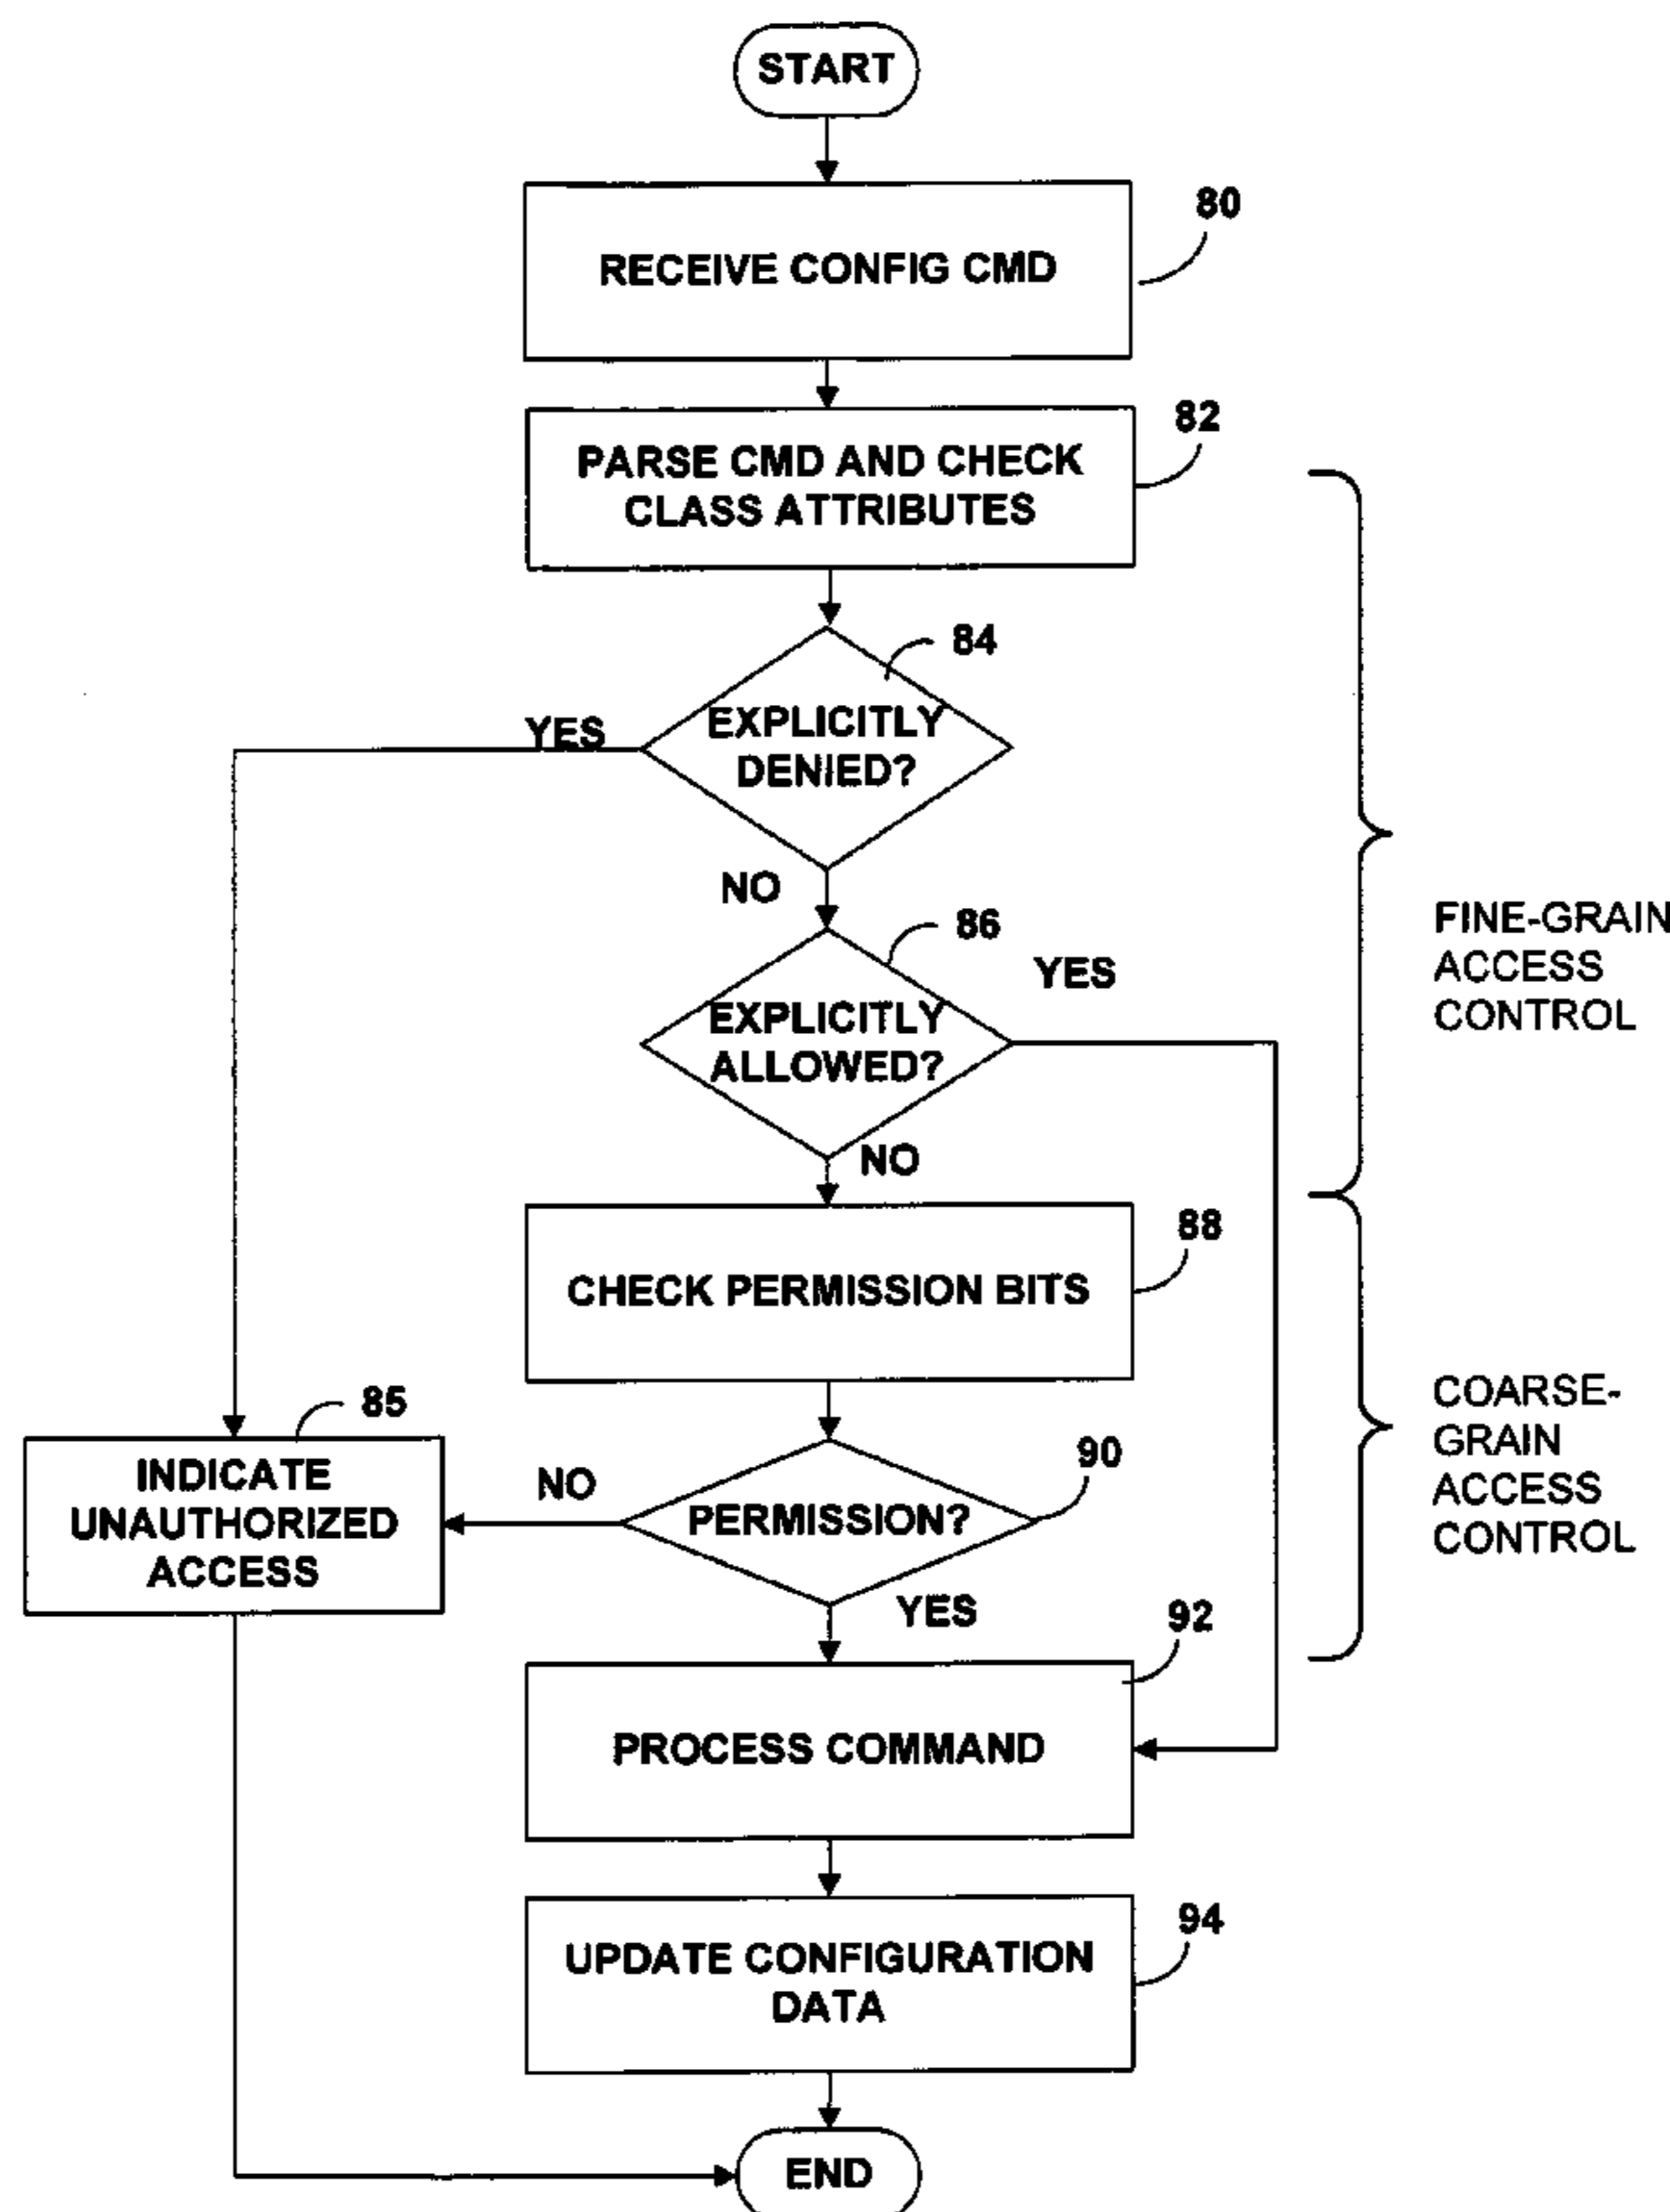 START
80
RECEIVE CONFIG CMD
82
PARSE CMD AND CHECK
CLASS ATTRIBUTES
84
YES
EXPLICITLY
DENIED?
NO
86
YES
EXPLICITLY
ALLOWED?
NO
FINE-GRAIN
ACCESS
CONTROL
88
CHECK PERMISSION BITS
85
INDICATE
UNAUTHORIZED
ACCESS
NO
90
PERMISSION?
YES
COARSE-
GRAIN
ACCESS
CONTROL
92
PROCESS COMMAND
94
UPDATE CONFIGURATION
DATA
END